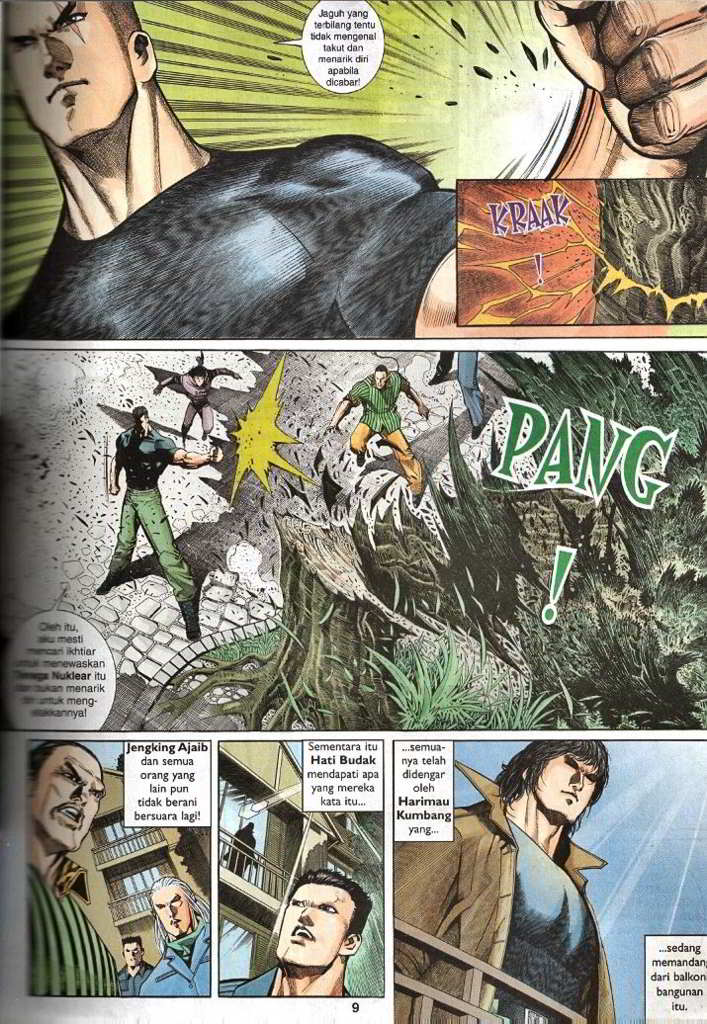 Jaguh yang
terbilang tentu
tidak mengenal
takut dan
menarik diri
apabila
dicabar!
KRAAK
!
PANG
!
Oleh itu,
aku mesti
mencari ikhtiar
untuk menewaskan
Tenaga Nuklear itu
dan bukan menarik
diri untuk meng-
elakkannya!
Jengking Ajaib
dan semua
orang yang
lain pun
tidak berani
bersuara lagi!
Sementara itu
Hati Budak
mendapati apa
yang mereka
kata itu...
...semua-
nya telah
didengar
oleh
Harimau
Kumbang
yang...
...sedang
memandang
dari balkoni
bangunan
itu.
9